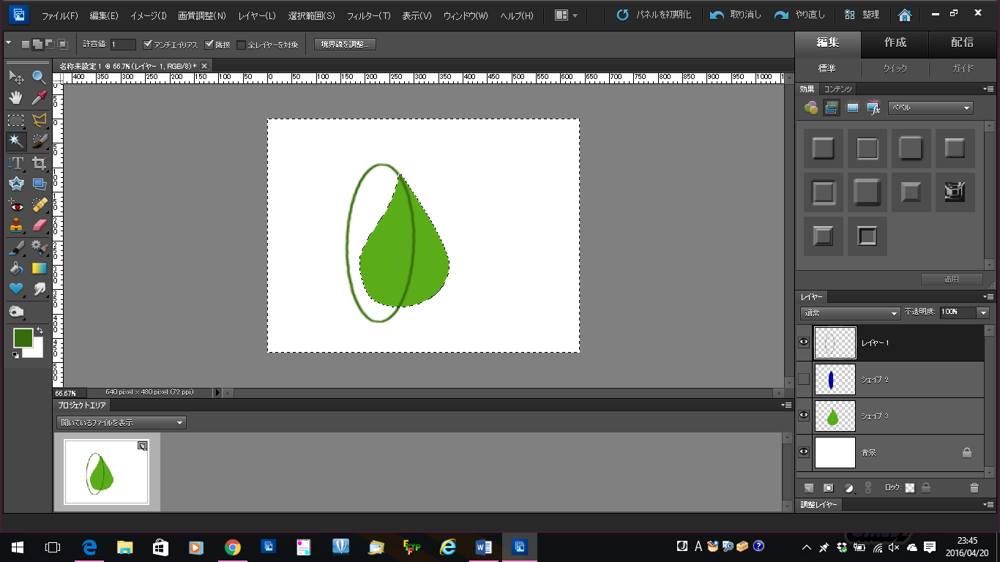 ファイル(F) 編集(E) イメージ(I) 画質調整(N) レイヤー(L) 選択範囲(S) フィルター(T) 表示(V) ウィンドウ(W) ヘルプ(H) パネルを初期化 取り消し やり直し 整理
許容値: 1 アンチエイリアス 隣接 全レイヤーを対象 境界線を調整...
編集 作成 配信
標準 クイック ガイド
名称未設定 1 @ 66.7% (レイヤー 1, RGB/8) *
400 350 300 250 200 150 100 50 0 50 100 150 200 250 300 350 400 450 500 550 600 650 700 750 800 850 900 950 1000
効果 コンテンツ
ベベル
適用
レイヤー
通常 不透明度: 100%
レイヤー 1
シェイプ 2
シェイプ 3
背景
ロック:
調整レイヤー
66.67% 640 pixel x 480 pixel (72 ppi)
プロジェクトエリア
開いているファイルを表示
FFTP
A
23:45
2016/04/20